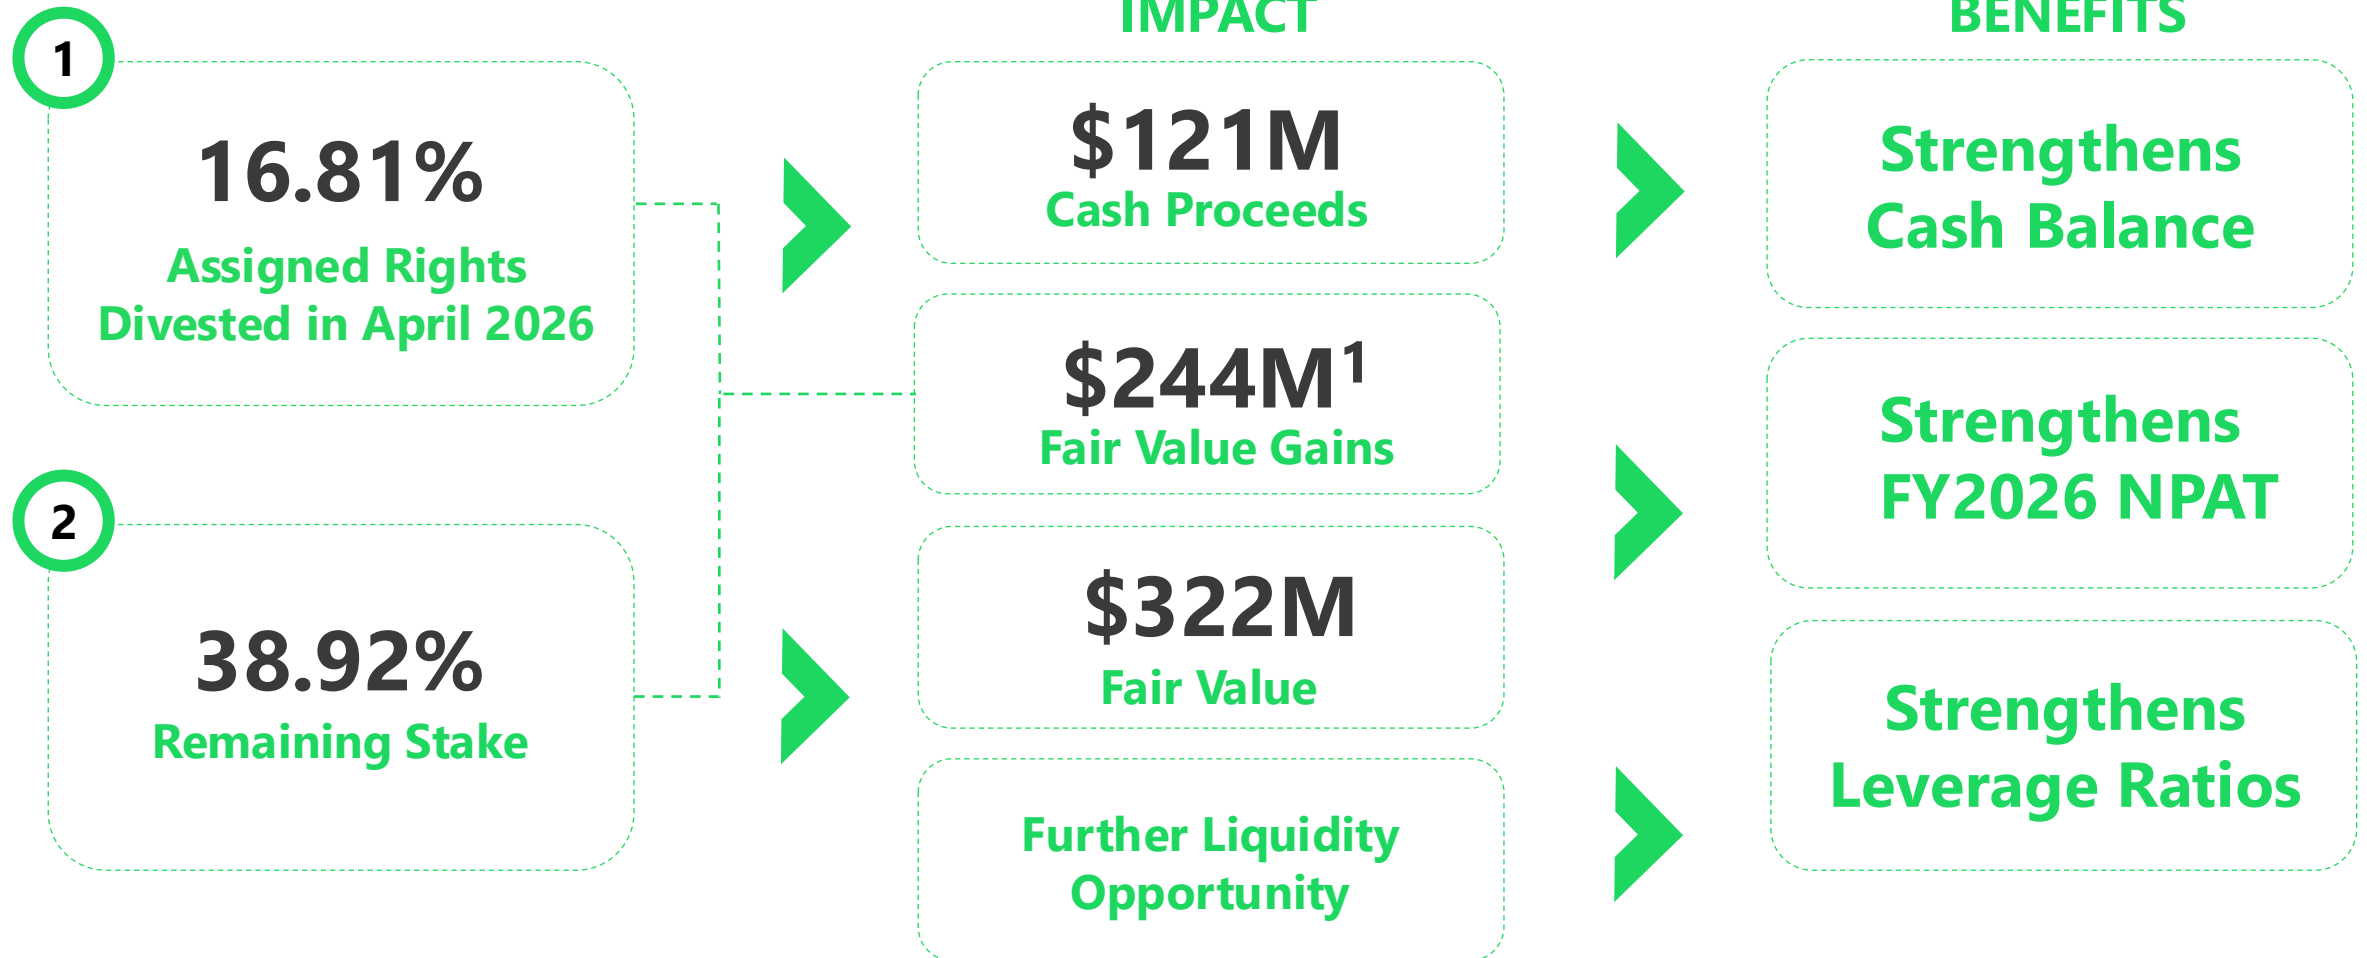 IMPACT
BENEFITS
1
16.81%
Assigned Rights
Divested in April 2026
2
38.92%
Remaining Stake
$121M
Cash Proceeds
$244M¹
Fair Value Gains
$322M
Fair Value
Further Liquidity
Opportunity
Strengthens
Cash Balance
Strengthens
FY2026 NPAT
Strengthens
Leverage Ratios